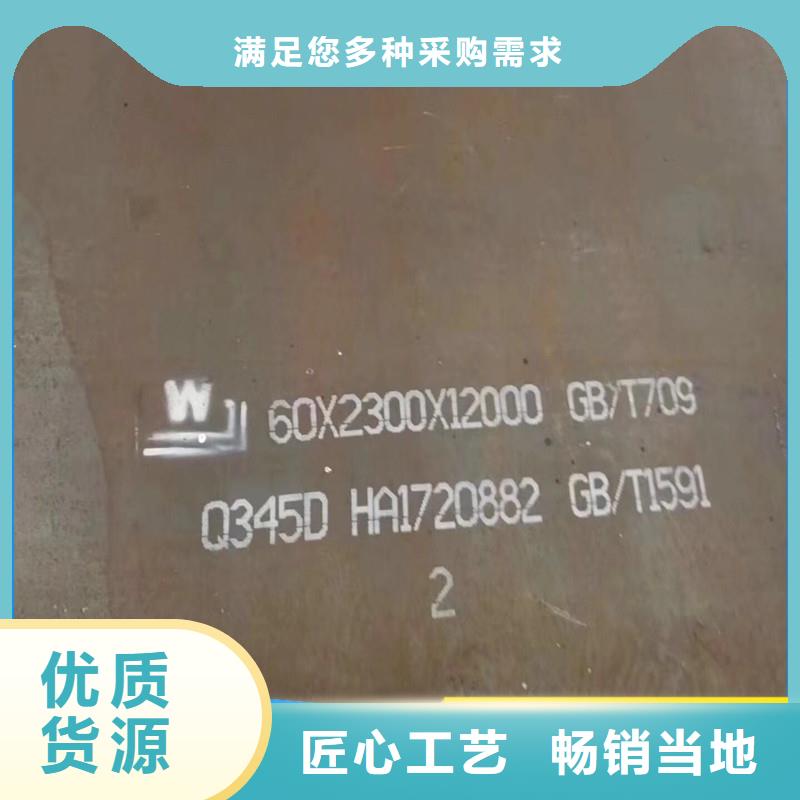 满足您多种采购需求
W 60X2300X12000 GB/T709
Q345D HA1720882 GB/T1591
2
优质
货源
匠心工艺 畅销当地